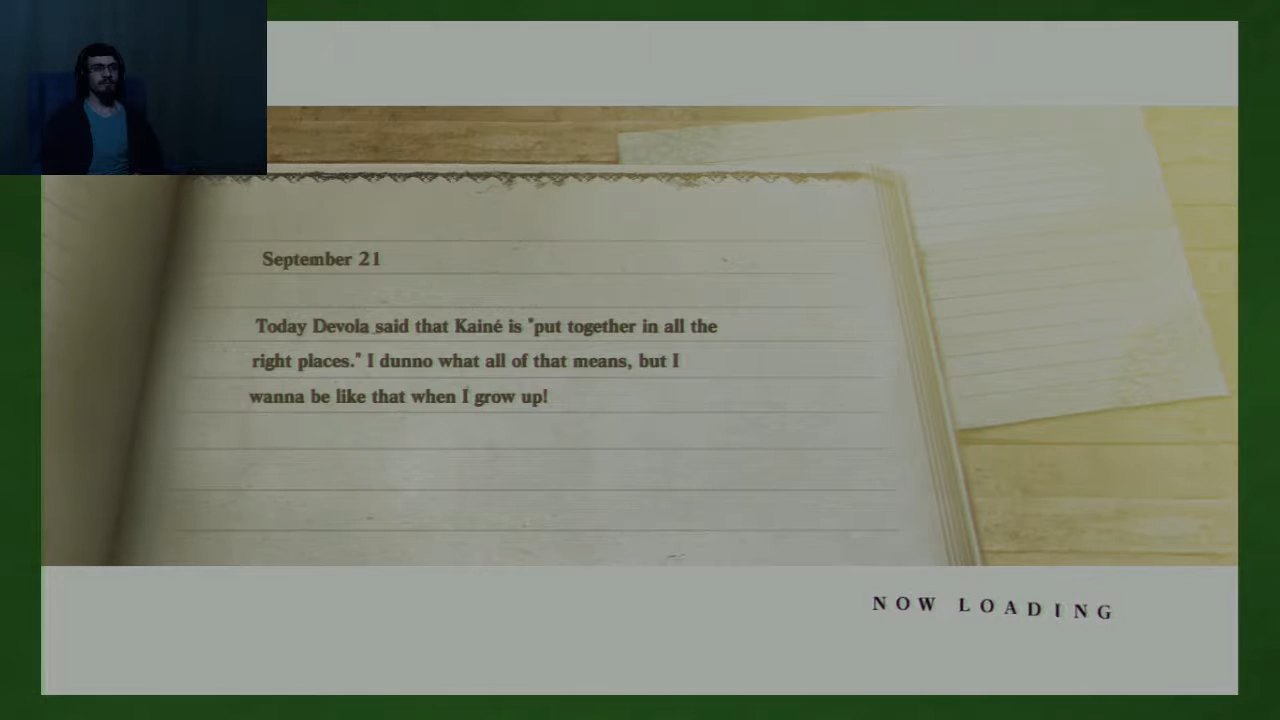 September 21
Today Devola said that Kainé is "put together in all the
right places." I dunno what all of that means, but I
wanna be like that when I grow up!
NOW LOADING